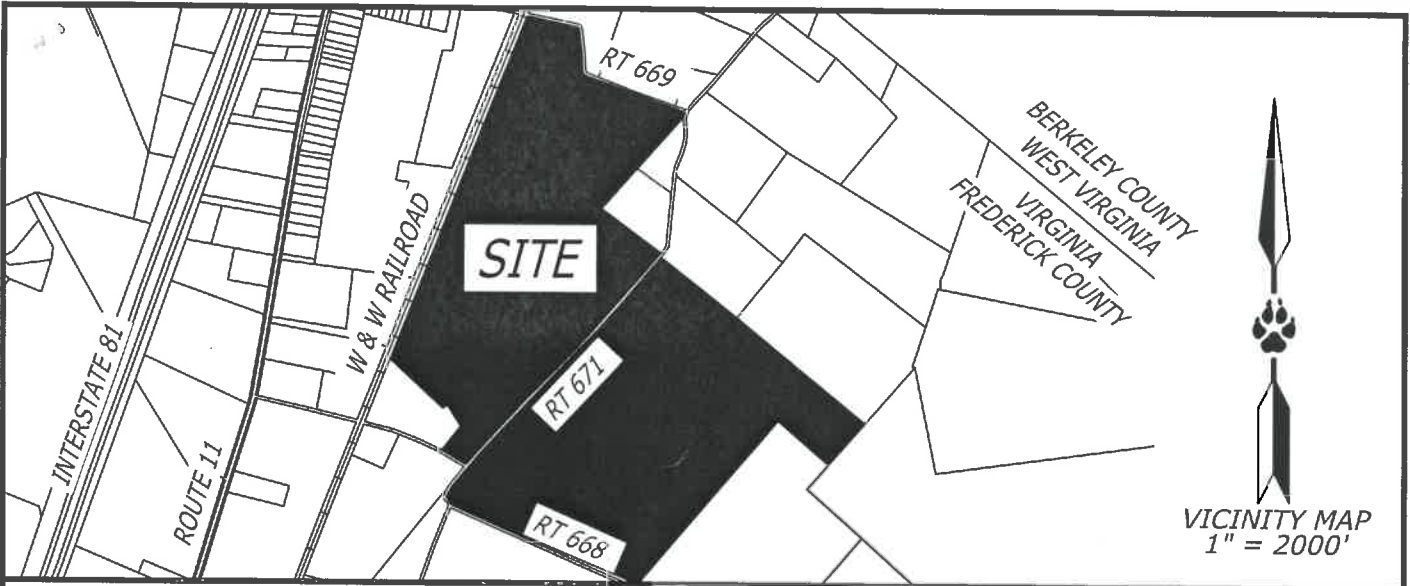 RT 669
BERKELEY COUNTY
WEST VIRGINIA
VIRGINIA
FREDERICK COUNTY
SITE
W & W RAILROAD
INTERSTATE 81
RT 671
ROUTE 11
RT 668
VICINITY MAP
1" = 2000'